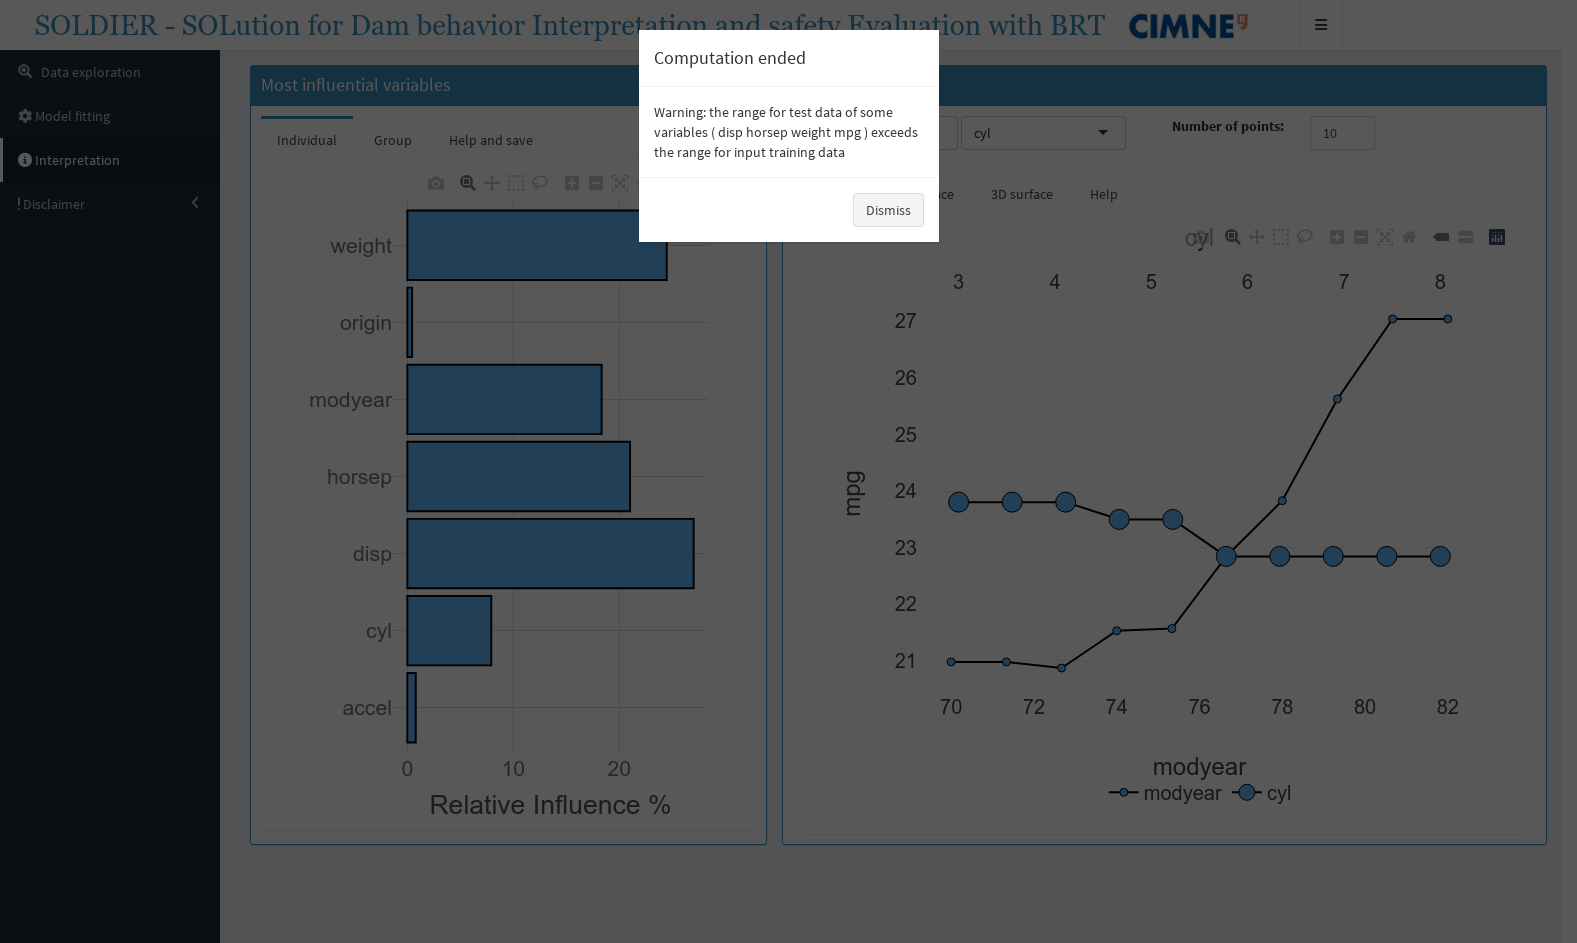 SOLDIER - SOLution for Dam behavior Interpretation and safety Evaluation with BRT
CIMNE
Data exploration
Model fitting
Interpretation
Disclaimer
Computation ended
Warning: the range for test data of some
variables ( disp horsep weight mpg ) exceeds
the range for input training data
Dismiss
Most influential variables
Individual
Group
Help and save
weight
origin
modyear
horsep
disp
cyl
accel
0 10 20
Relative Influence %
cyl
Number of points:
10
3D surface
Help
cyl
3 4 5 6 7 8
27
26
25
24
23
22
21
mpg
70 72 74 76 78 80 82
modyear
modyear cyl